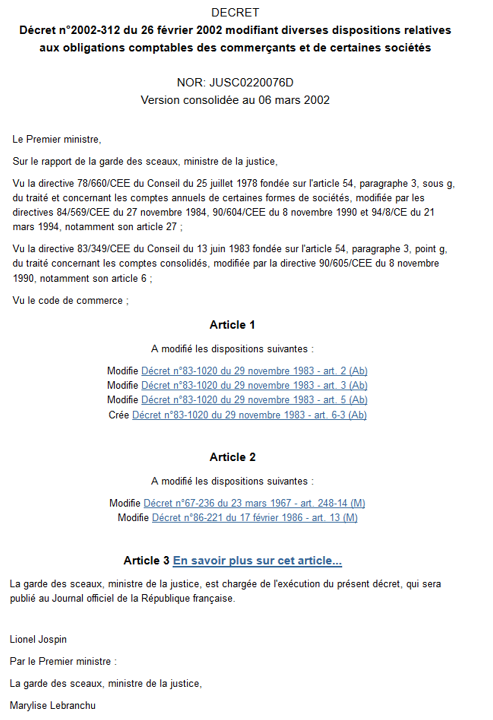 DECRET
Décret n°2002-312 du 26 février 2002 modifiant diverses dispositions relatives
aux obligations comptables des commerçants et de certaines sociétés
NOR: JUSC0220076D
Version consolidée au 06 mars 2002
Le Premier ministre,
Sur le rapport de la garde des sceaux, ministre de la justice,
Vu la directive 78/660/CEE du Conseil du 25 juillet 1978 fondée sur l'article 54, paragraphe 3, sous g,
du traité et concernant les comptes annuels de certaines formes de sociétés, modifiée par les
directives 84/569/CEE du 27 novembre 1984, 90/604/CEE du 8 novembre 1990 et 94/8/CE du 21
mars 1994, notamment son article 27 ;
Vu la directive 83/349/CEE du Conseil du 13 juin 1983 fondée sur l'article 54, paragraphe 3, point g,
du traité concernant les comptes consolidés, modifiée par la directive 90/605/CEE du 8 novembre
1990, notamment son article 6 ;
Vu le code de commerce ;
Article 1
A modifié les dispositions suivantes :
Modifie Décret n°83-1020 du 29 novembre 1983 - art. 2 (Ab)
Modifie Décret n°83-1020 du 29 novembre 1983 - art. 3 (Ab)
Modifie Décret n°83-1020 du 29 novembre 1983 - art. 5 (Ab)
Crée Décret n°83-1020 du 29 novembre 1983 - art. 6-3 (Ab)
Article 2
A modifié les dispositions suivantes :
Modifie Décret n°67-236 du 23 mars 1967 - art. 248-14 (M)
Modifie Décret n°86-221 du 17 février 1986 - art. 13 (M)
Article 3 En savoir plus sur cet article...
La garde des sceaux, ministre de la justice, est chargée de l'exécution du présent décret, qui sera
publié au Journal officiel de la République française.
Lionel Jospin
Par le Premier ministre :
La garde des sceaux, ministre de la justice,
Marylise Lebranchu